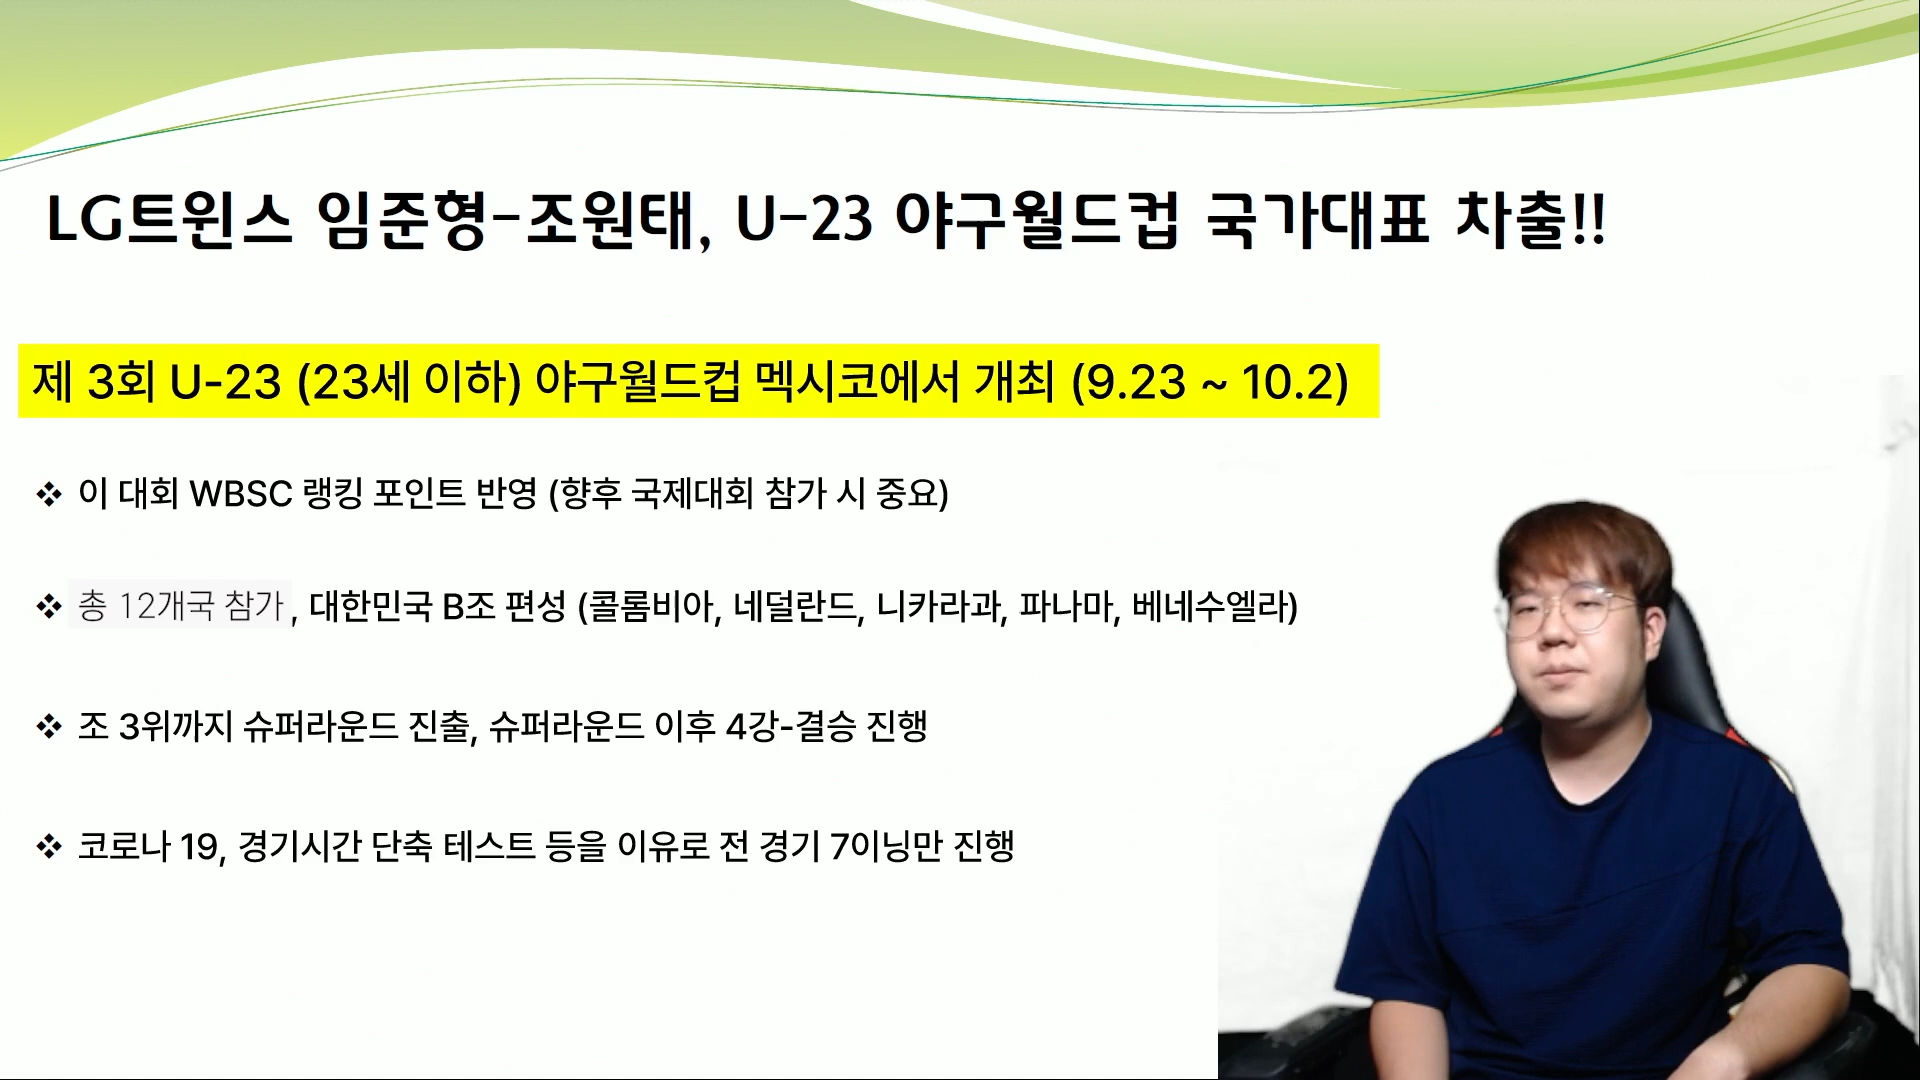 LG트윈스 임준형-조원태, U-23 야구월드컵 국가대표 차출!!
제 3회 U-23 (23세 이하) 야구월드컵 멕시코에서 개최 (9.23 ~ 10.2)
❖ 이 대회 WBSC 랭킹 포인트 반영 (향후 국제대회 참가 시 중요)
❖ 총 12개국 참가, 대한민국 B조 편성 (콜롬비아, 네덜란드, 니카라과, 파나마, 베네수엘라)
❖ 조 3위까지 슈퍼라운드 진출, 슈퍼라운드 이후 4강-결승 진행
❖ 코로나 19, 경기시간 단축 테스트 등을 이유로 전 경기 7이닝만 진행